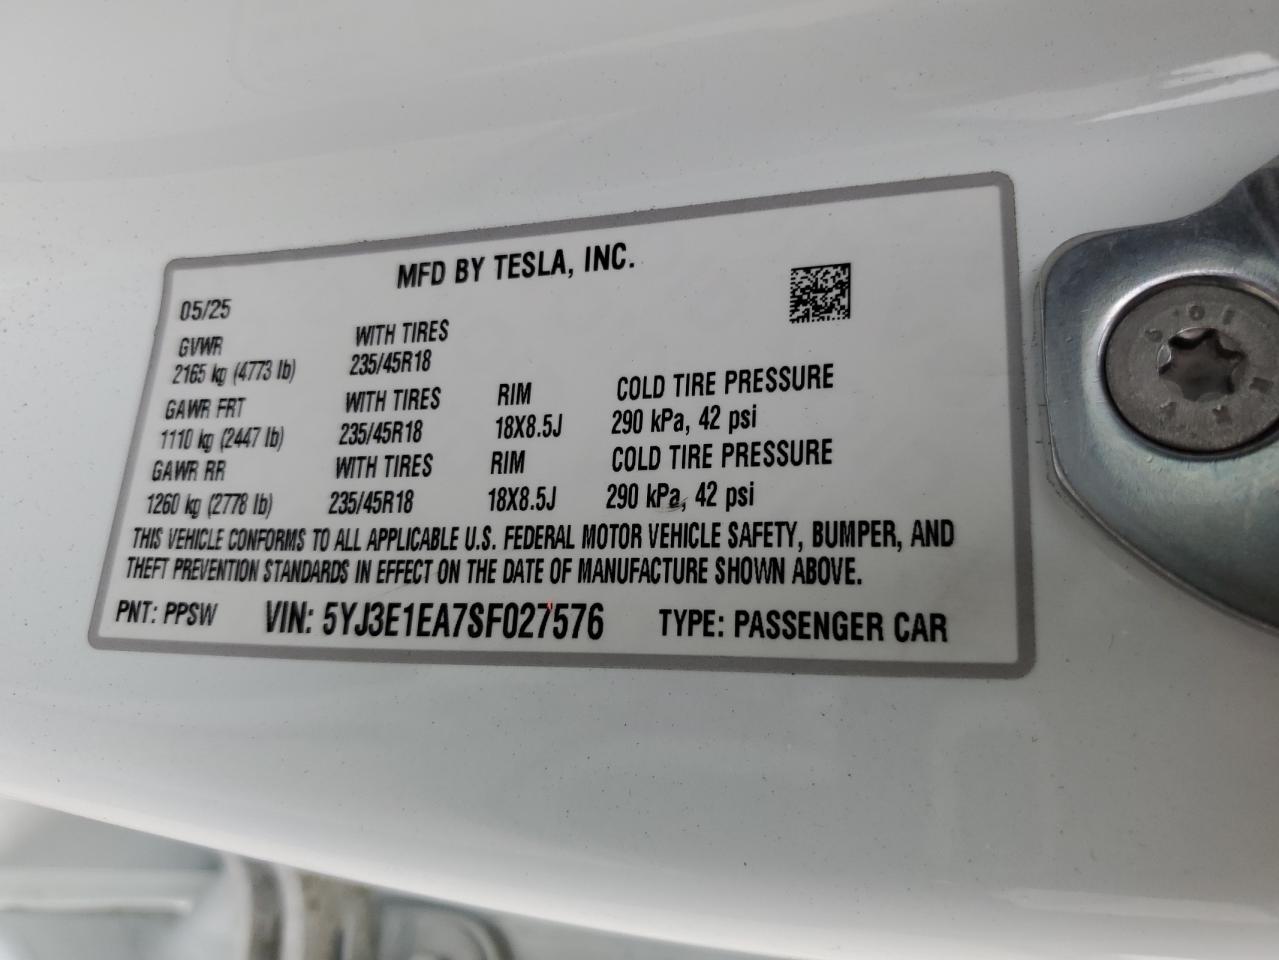 MFD BY TESLA, INC.
05/25
GVWR WITH TIRES
2165 kg (4773 lb) 235/45R18
GAWR FRT WITH TIRES RIM COLD TIRE PRESSURE
1110 kg (2447 lb) 235/45R18 18X8.5J 290 kPa, 42 psi
GAWR RR WITH TIRES RIM COLD TIRE PRESSURE
1260 kg (2778 lb) 235/45R18 18X8.5J 290 kPa, 42 psi
THIS VEHICLE CONFORMS TO ALL APPLICABLE U.S. FEDERAL MOTOR VEHICLE SAFETY, BUMPER, AND
THEFT PREVENTION STANDARDS IN EFFECT ON THE DATE OF MANUFACTURE SHOWN ABOVE.
PNT: PPSW VIN: 5YJ3E1EA7SF027576 TYPE: PASSENGER CAR